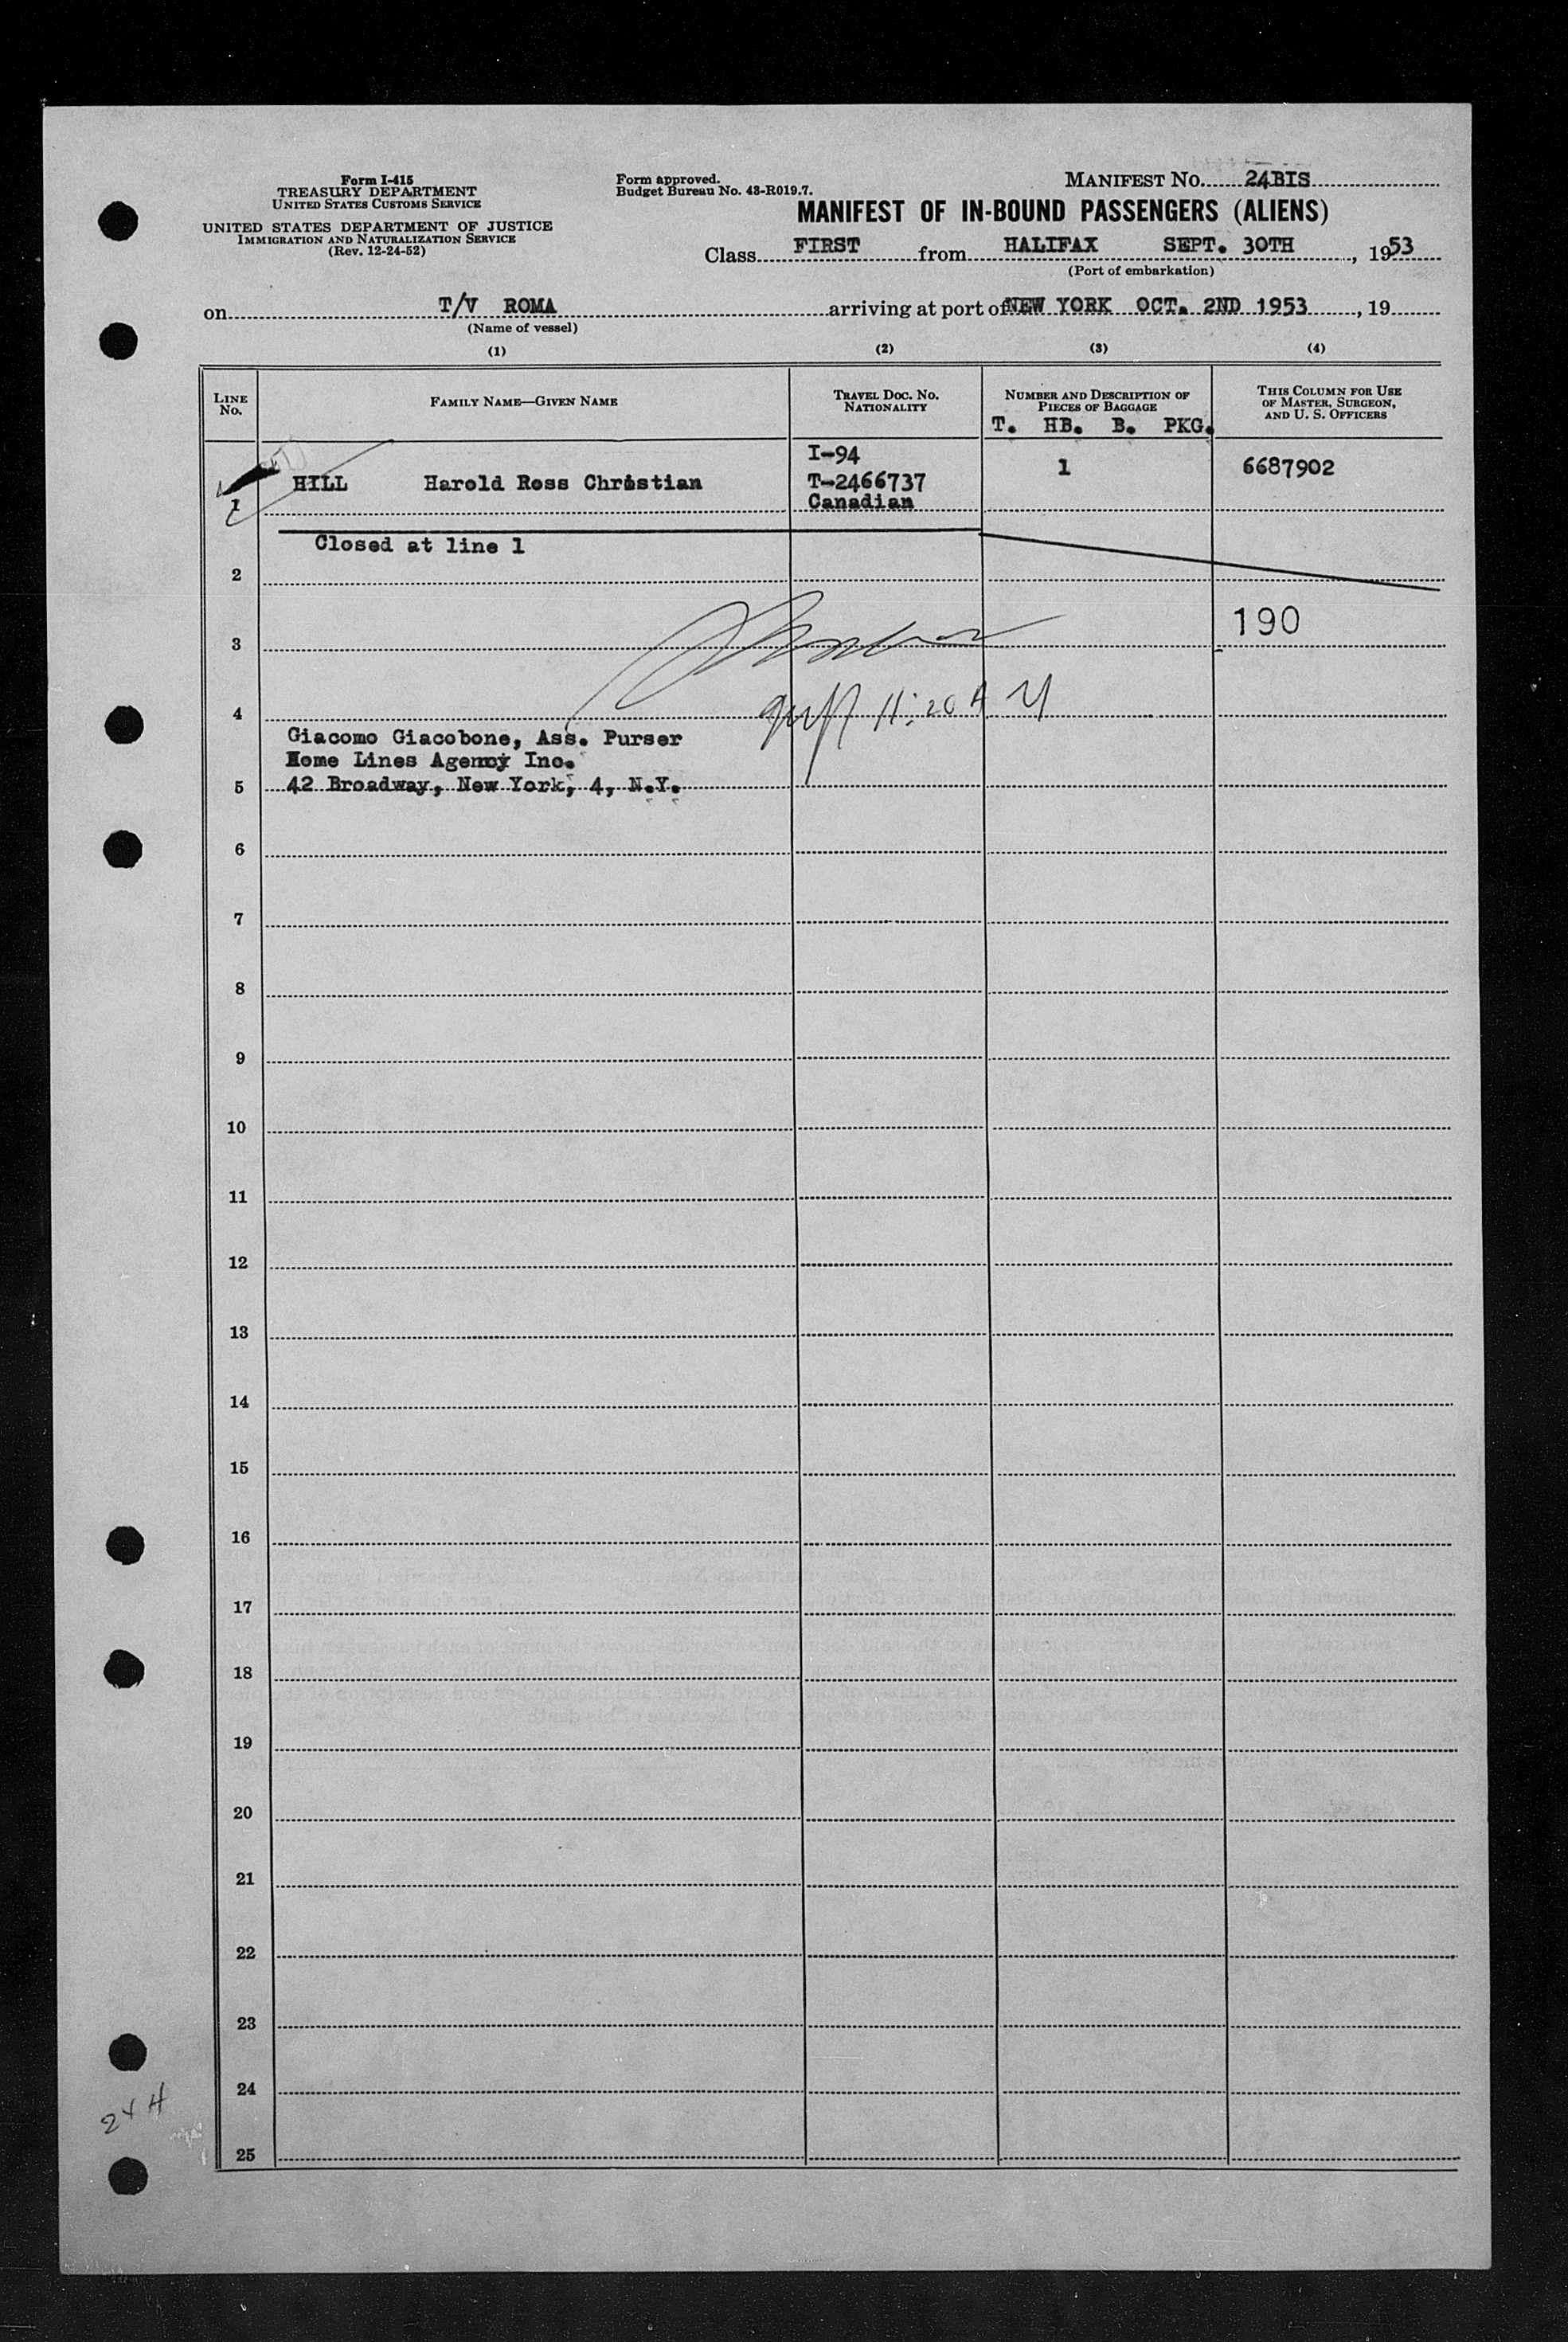 Form I-415
TREASURY DEPARTMENT
UNITED STATES CUSTOMS SERVICE
UNITED STATES DEPARTMENT OF JUSTICE
IMMIGRATION AND NATURALIZATION SERVICE
(Rev. 12-24-52)
Form approved.
Budget Bureau No. 43-R019.7.
MANIFEST NO. 24BIS
MANIFEST OF IN-BOUND PASSENGERS (ALIENS)
Class FIRST from HALIFAX SEPT. 30TH, 1953
(Port of embarkation)
on T/V ROMA arriving at port of NEW YORK OCT. 2ND 1953, 19
(Name of vessel)
(1) (2) (3) (4)
LINE No. FAMILY NAME—GIVEN NAME TRAVEL DOC. NO. NATIONALITY NUMBER AND DESCRIPTION OF PIECES OF BAGGAGE THIS COLUMN FOR USE OF MASTER, SURGEON, AND U. S. OFFICERS
T. HB. B. PKG.
I-94
1 HILL Harold Ross Christian T-2466737 1 6687902
Canadian
Closed at line 1
2
190
3
11:20 A
4
Giacomo Giacobone, Ass. Purser
Home Lines Agency Inc.
5 42 Broadway, New York, 4, N.Y.
6
7
8
9
10
11
12
13
14
15
16
17
18
19
20
21
22
23
24
25